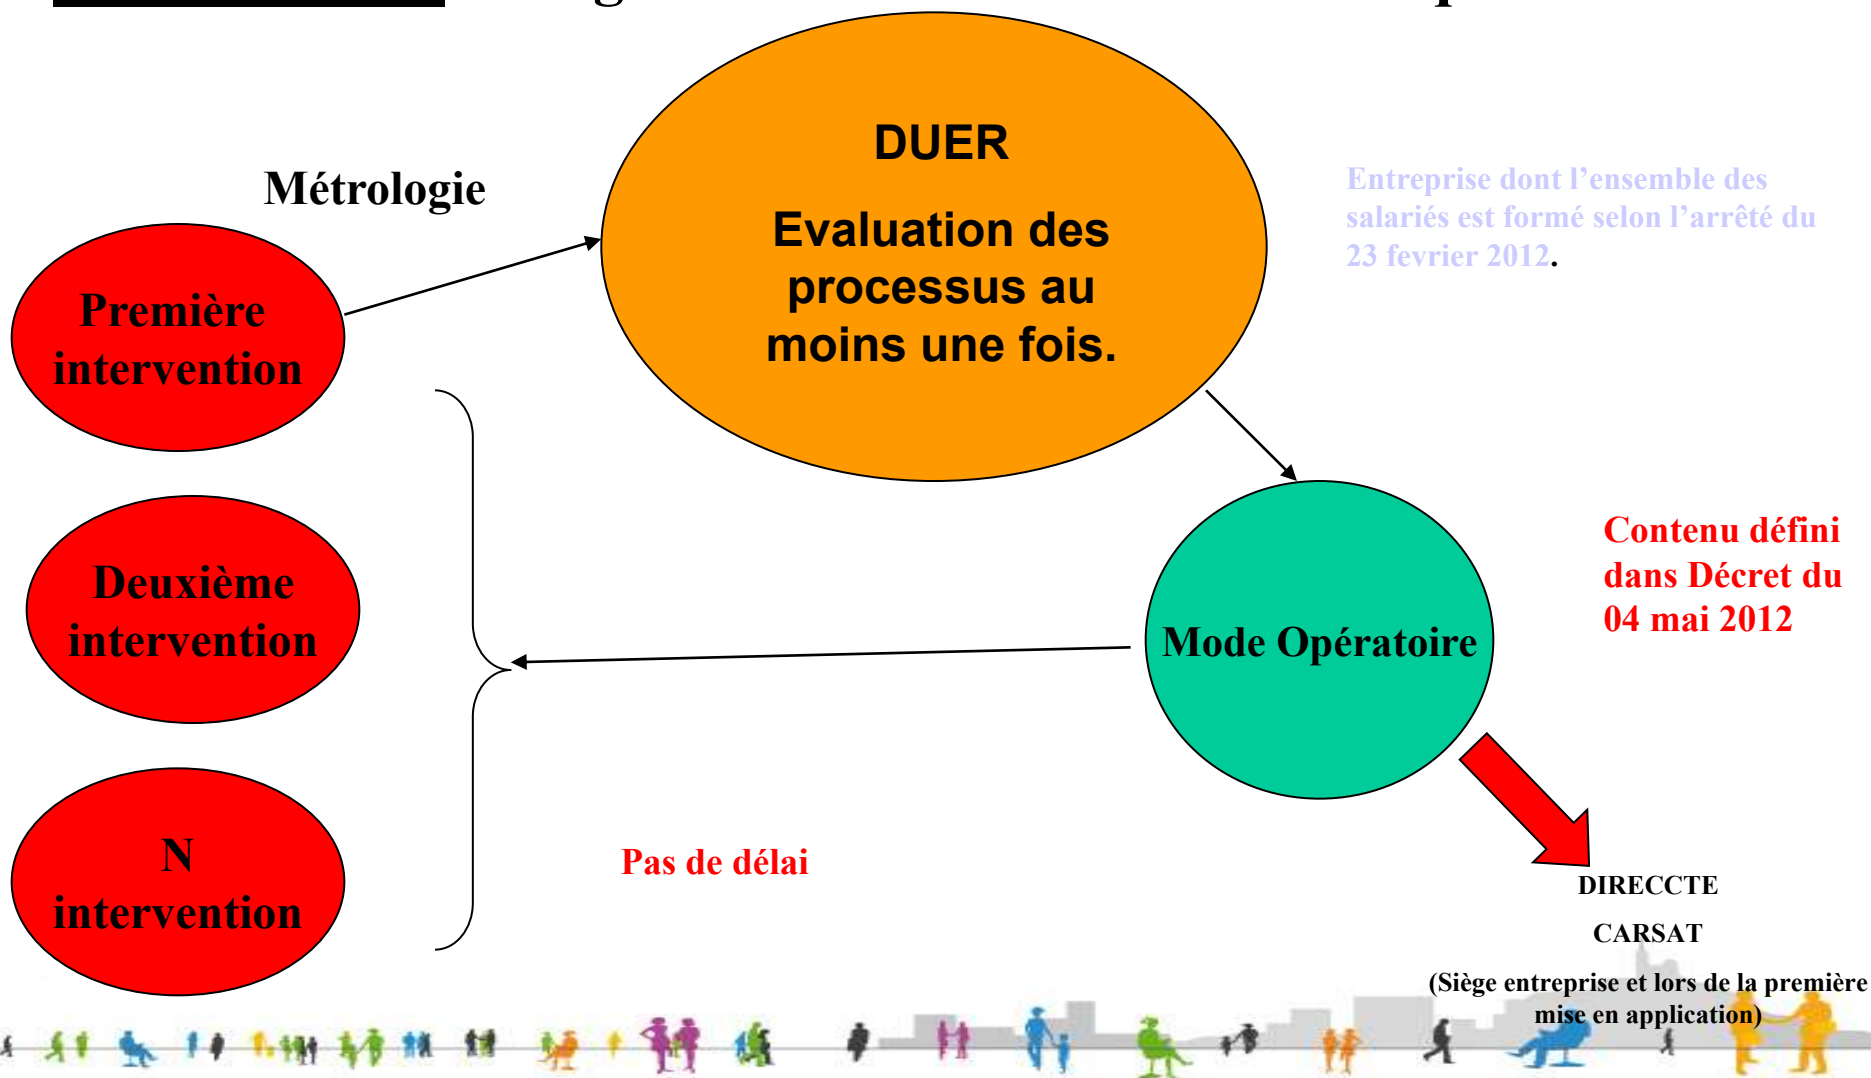 Métrologie
DUER
Evaluation des
processus au
moins une fois.
Entreprise dont l’ensemble des
salariés est formé selon l’arrêté du
23 fevrier 2012.
Première
intervention
Deuxième
intervention
N
intervention
Mode Opératoire
Contenu défini
dans Décret du
04 mai 2012
Pas de délai
DIRECCTE
CARSAT
(Siège entreprise et lors de la première
mise en application)